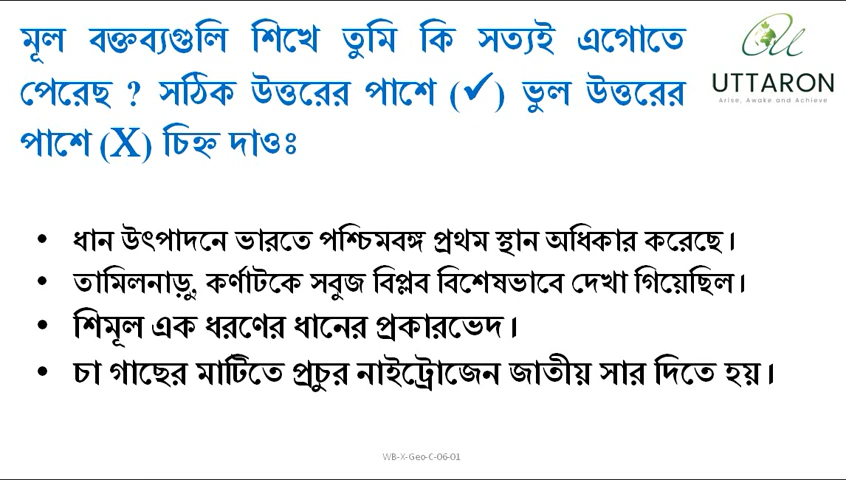 মূল বক্তব্যগুলি শিখে তুমি কি সত্যই এগোতে
পেরেছ ? সঠিক উত্তরের পাশে (✓) ভুল উত্তরের
পাশে (X) চিহ্ন দাওঃ
UTTARON
Arise, Awake and Achieve
• ধান উৎপাদনে ভারতে পশ্চিমবঙ্গ প্রথম স্থান অধিকার করেছে।
• তামিলনাড়ু, কর্ণাটকে সবুজ বিপ্লব বিশেষভাবে দেখা গিয়েছিল।
• শিমূল এক ধরণের ধানের প্রকারভেদ।
• চা গাছের মাটিতে প্রচুর নাইট্রোজেন জাতীয় সার দিতে হয়।
WB-X-Geo-C-06-01